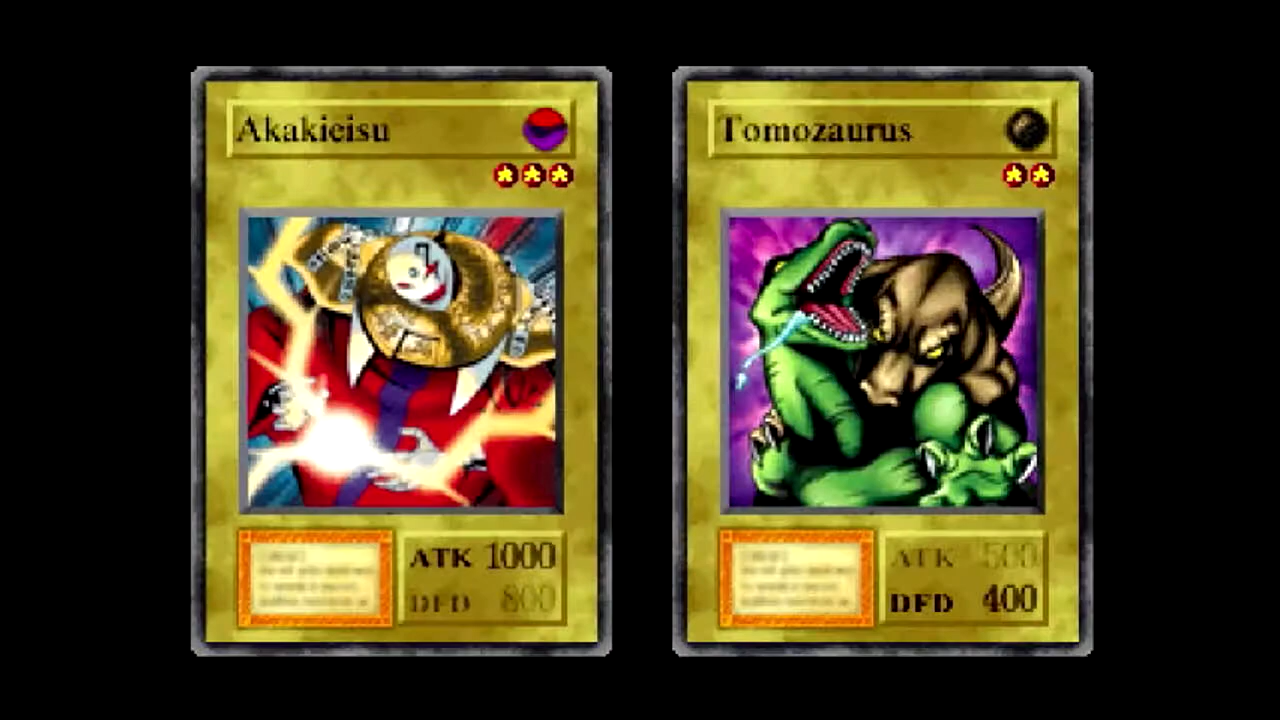 Akakieisu
ATK 1000
DFD 800
Tomozaurus
ATK 500
DFD 400